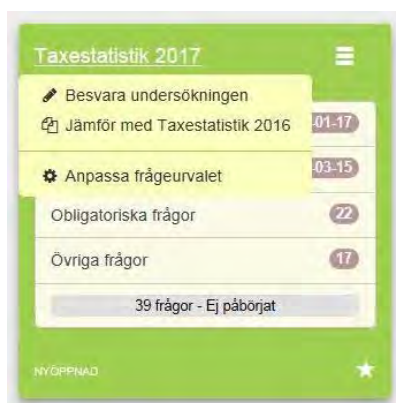 Taxestatistik 2017
Besvara undersökningen
Jämför med Taxestatistik 2016
-01-17
Anpassa frågeurvalet
-03-15
Obligatoriska frågor 22
Övriga frågor 17
39 frågor - Ej påbörjat
NYÖPPNAD